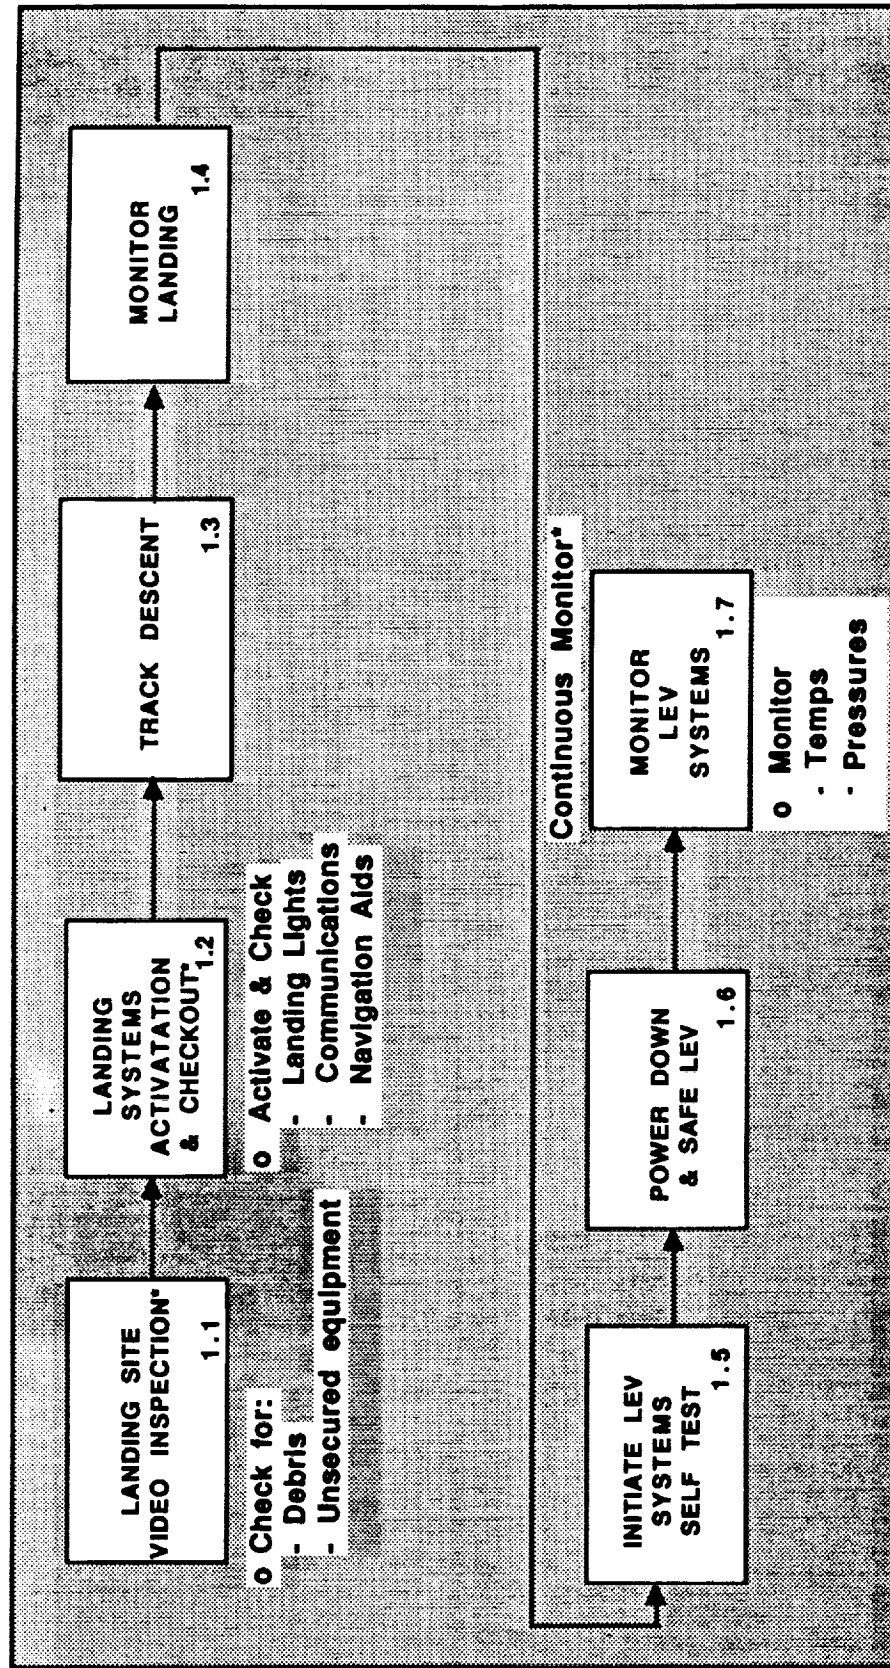 LANDING SITE
VIDEO INSPECTION*
1.1
o Check for:
- Debris
- Unsecured equipment
LANDING
SYSTEMS
ACTIVATATION
& CHECKOUT*
1.2
o Activate & Check
- Landing Lights
- Communications
- Navigation Aids
TRACK DESCENT
1.3
MONITOR
LANDING
1.4
INITIATE LEV
SYSTEMS
SELF TEST
1.5
POWER DOWN
& SAFE LEV
1.6
Continuous Monitor*
MONITOR
LEV
SYSTEMS
1.7
o Monitor
- Temps
- Pressures